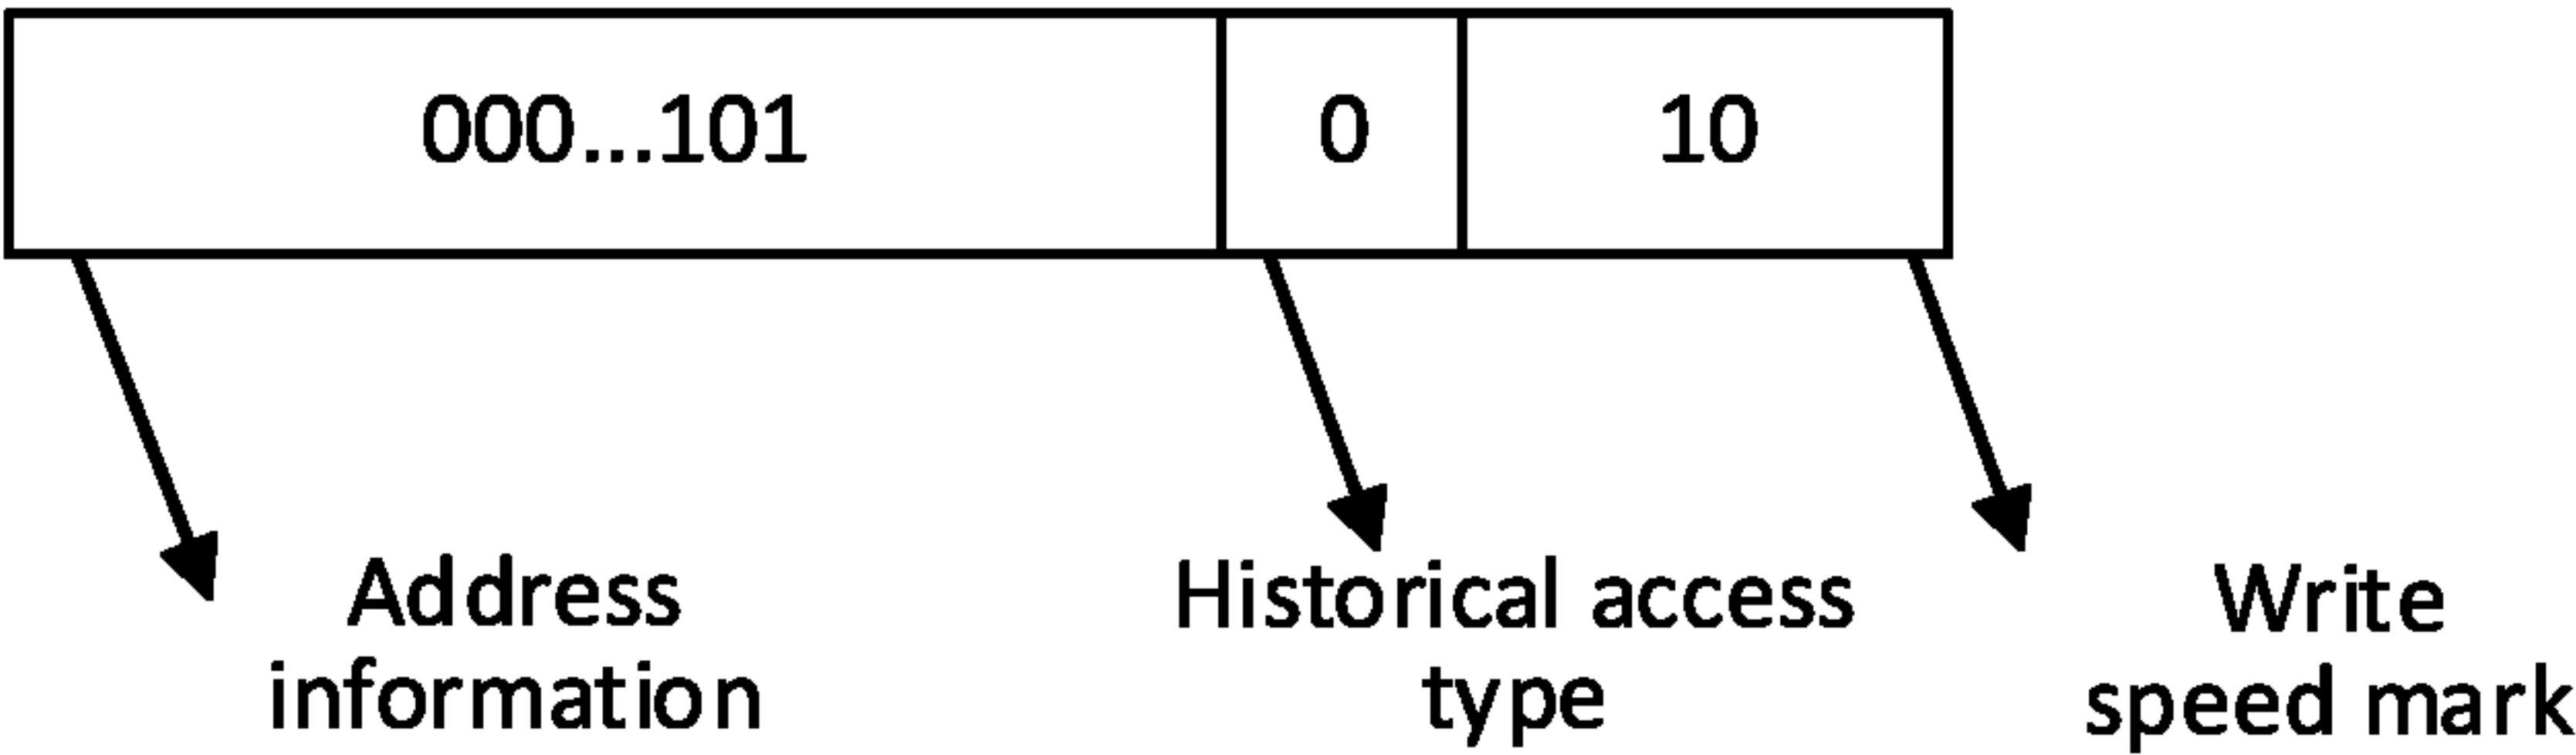 000...101
0
10
Address
information
Historical access
type
Write
speed mark